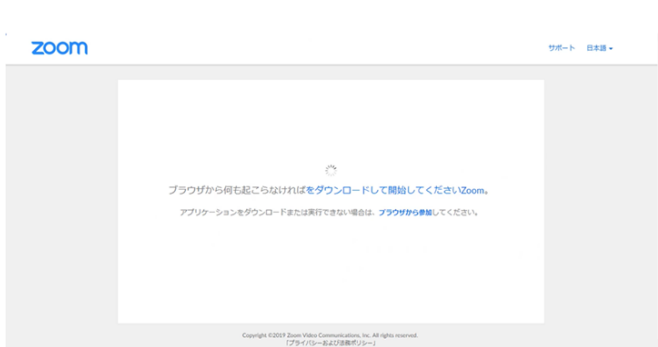 zoom
サポート 日本語
ブラウザから何も起こらなければをダウンロードして開始してくださいZoom。
アプリケーションをダウンロードまたは実行できない場合は、ブラウザから参加してください。
Copyright ©2019 Zoom Video Communications, Inc. All rights reserved.
「プライバシーおよび法務ポリシー」